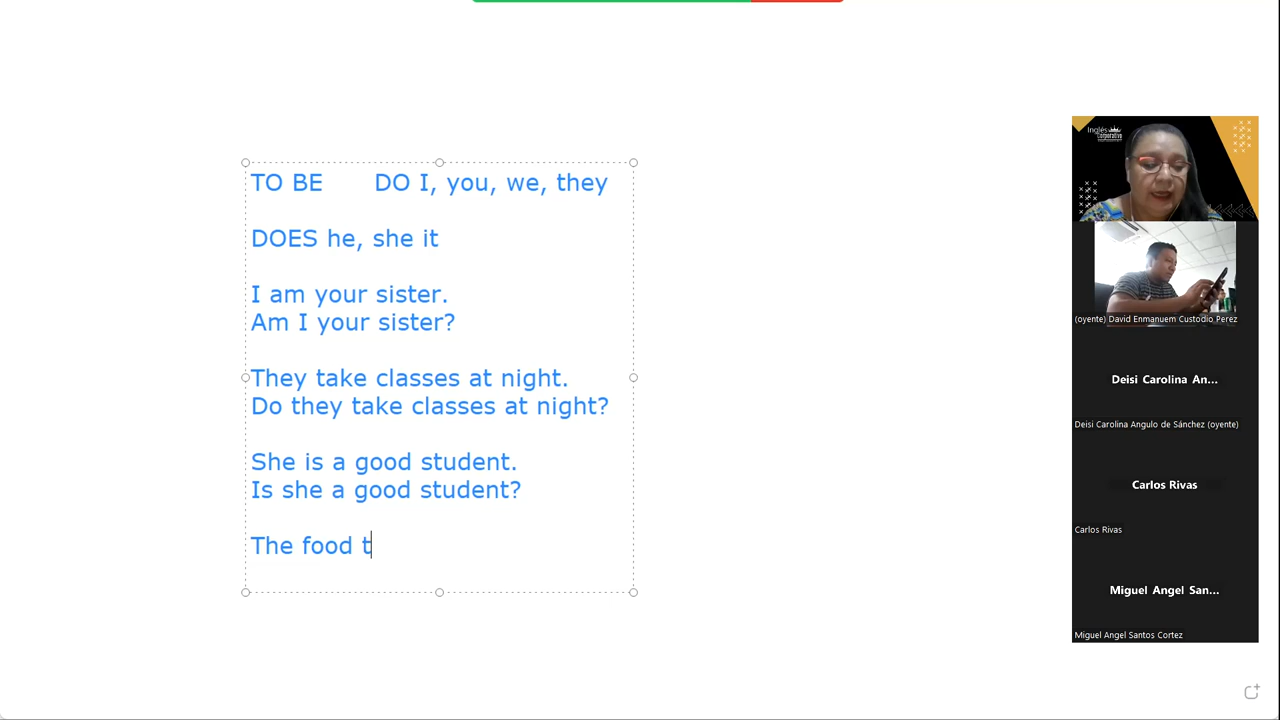 TO BE DO I, you, we, they
DOES he, she it
I am your sister.
Am I your sister?
They take classes at night.
Do they take classes at night?
She is a good student.
Is she a good student?
The food t
Inglés
Corporativo
(oyente) David Enmanuem Custodio Perez
Deisi Carolina An...
Deisi Carolina Angulo de Sánchez (oyente)
Carlos Rivas
Carlos Rivas
Miguel Angel San...
Miguel Angel Santos Cortez